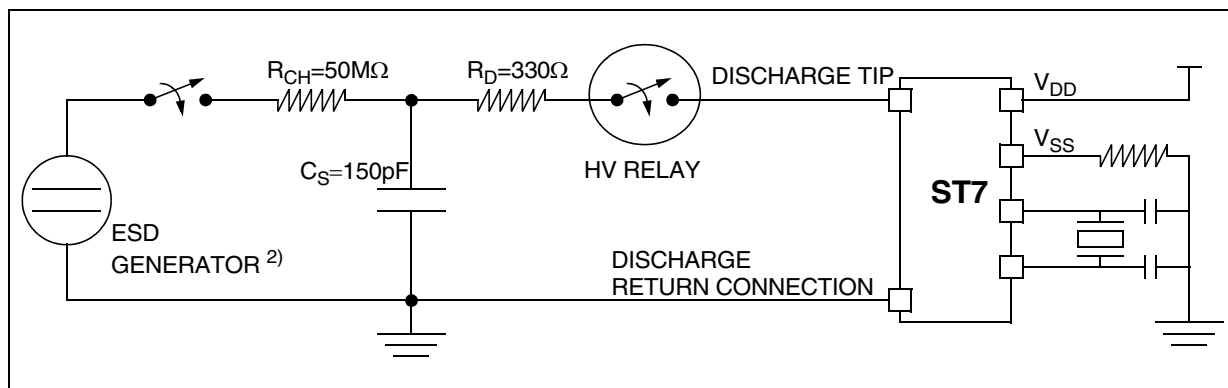 R_CH=50MΩ
R_D=330Ω
DISCHARGE TIP
V_DD
C_S=150pF
HV RELAY
V_SS
ST7
ESD
GENERATOR 2)
DISCHARGE
RETURN CONNECTION